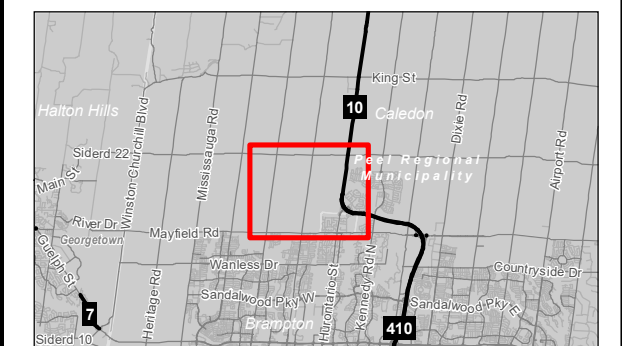 King St
10
Halton Hills
Caledon
Winston Churchill Blvd
Mississauga Rd
Dixie Rd
Airport Rd
Siderd 22
Peel Regional
Municipality
Main St
River Dr
Georgetown
Mayfield Rd
Guelph St
Wanless Dr
Countryside Dr
Heritage Rd
Hurontario St
Kennedy Rd N
Sandalwood Pky W
Sandalwood Pky E
7
Brampton
410
Siderd 10